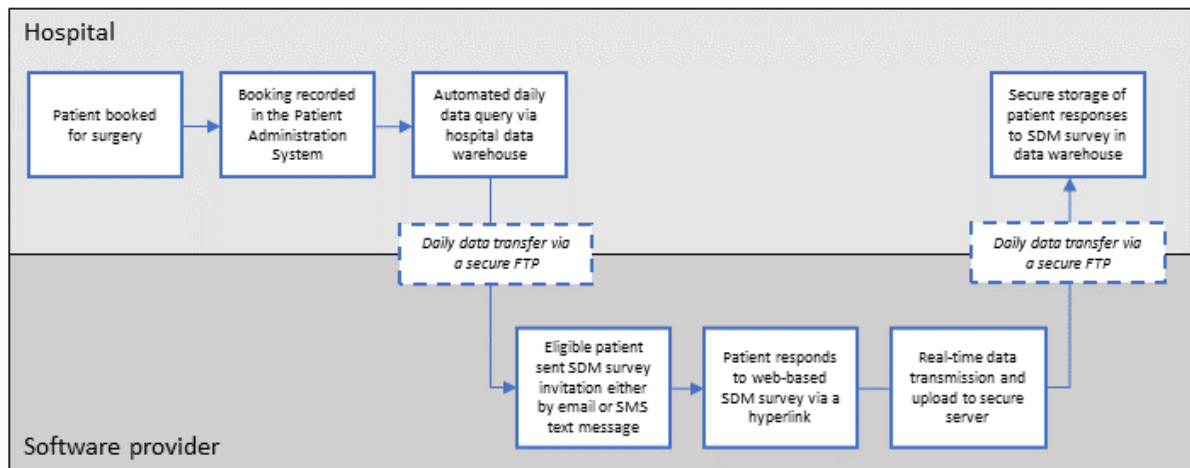 Hospital
Patient booked
for surgery
Booking recorded
in the Patient
Administration
System
Automated daily
data query via
hospital data
warehouse
Secure storage of
patient responses
to SDM survey in
data warehouse
Daily data transfer via
a secure FTP
Daily data transfer via
a secure FTP
Eligible patient
sent SDM survey
invitation either
by email or SMS
text message
Patient responds
to web-based
SDM survey via a
hyperlink
Real-time data
transmission and
upload to secure
server
Software provider